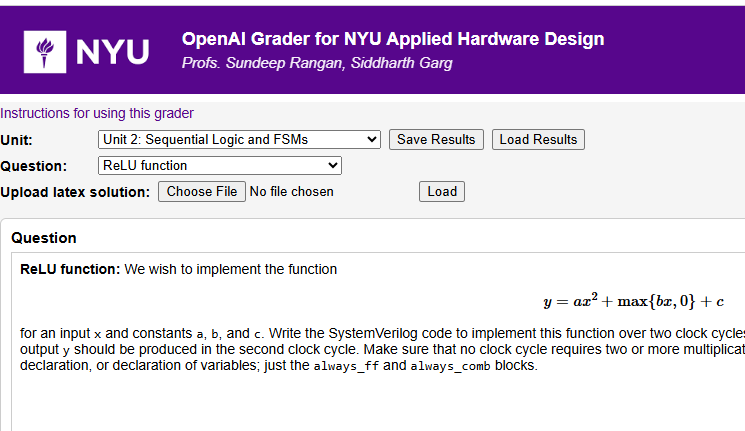 NYU
OpenAI Grader for NYU Applied Hardware Design
Profs. Sundeep Rangan, Siddharth Garg
Instructions for using this grader
Unit: Unit 2: Sequential Logic and FSMs Save Results Load Results
Question: ReLU function
Upload latex solution: Choose File No file chosen Load
Question
ReLU function: We wish to implement the function
y = ax² + max{bx, 0} + c
for an input x and constants a, b, and c. Write the SystemVerilog code to implement this function over two clock cycles
output y should be produced in the second clock cycle. Make sure that no clock cycle requires two or more multiplicat
declaration, or declaration of variables; just the always_ff and always_comb blocks.